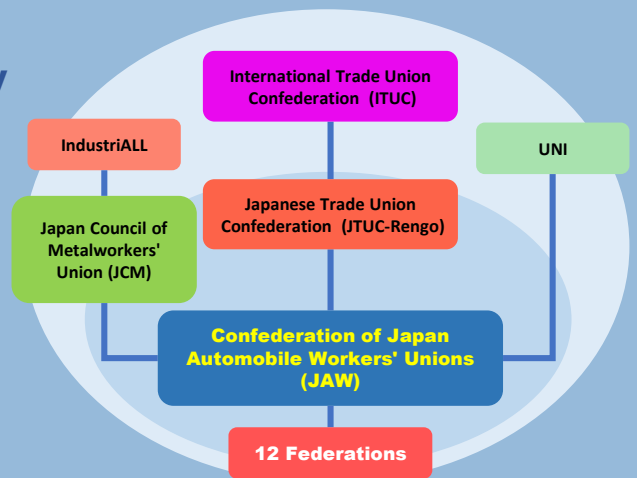 International Trade Union
Confederation (ITUC)
IndustriALL
UNI
Japanese Trade Union
Confederation (JTUC-Rengo)
Japan Council of
Metalworkers'
Union (JCM)
Confederation of Japan
Automobile Workers' Unions
(JAW)
12 Federations